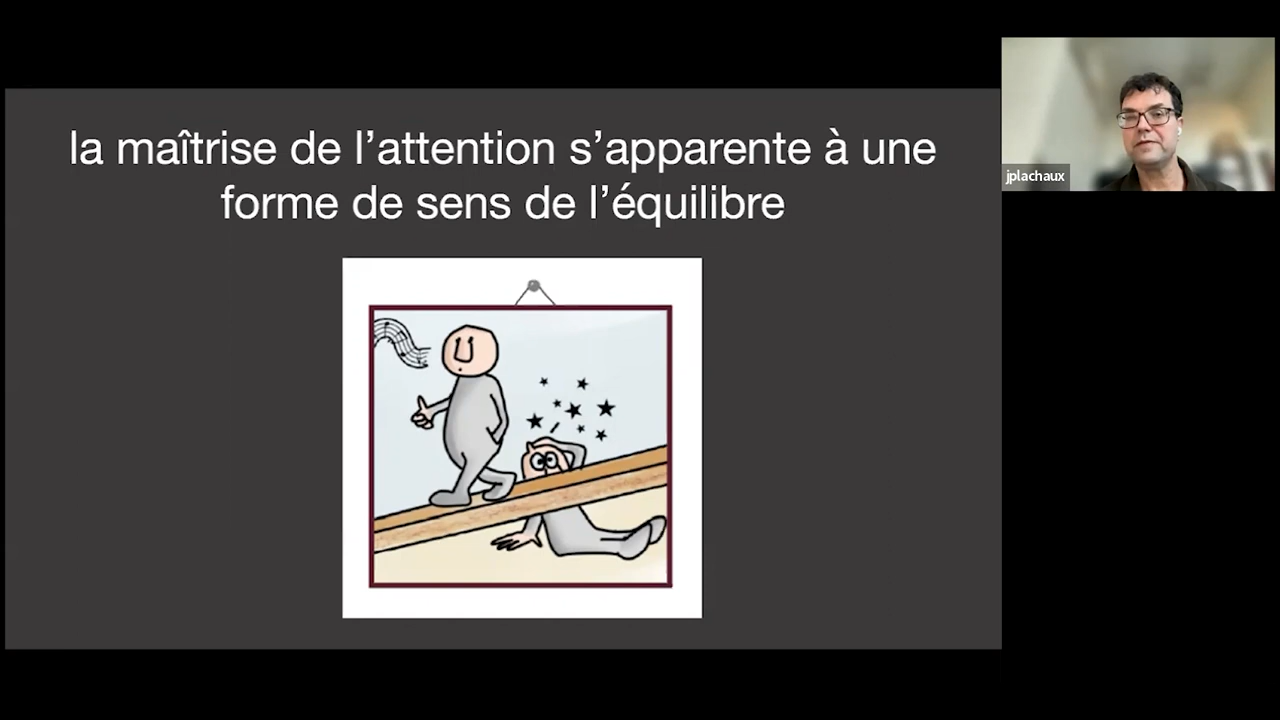 la maîtrise de l’attention s’apparente à une
forme de sens de l’équilibre
jplachaux